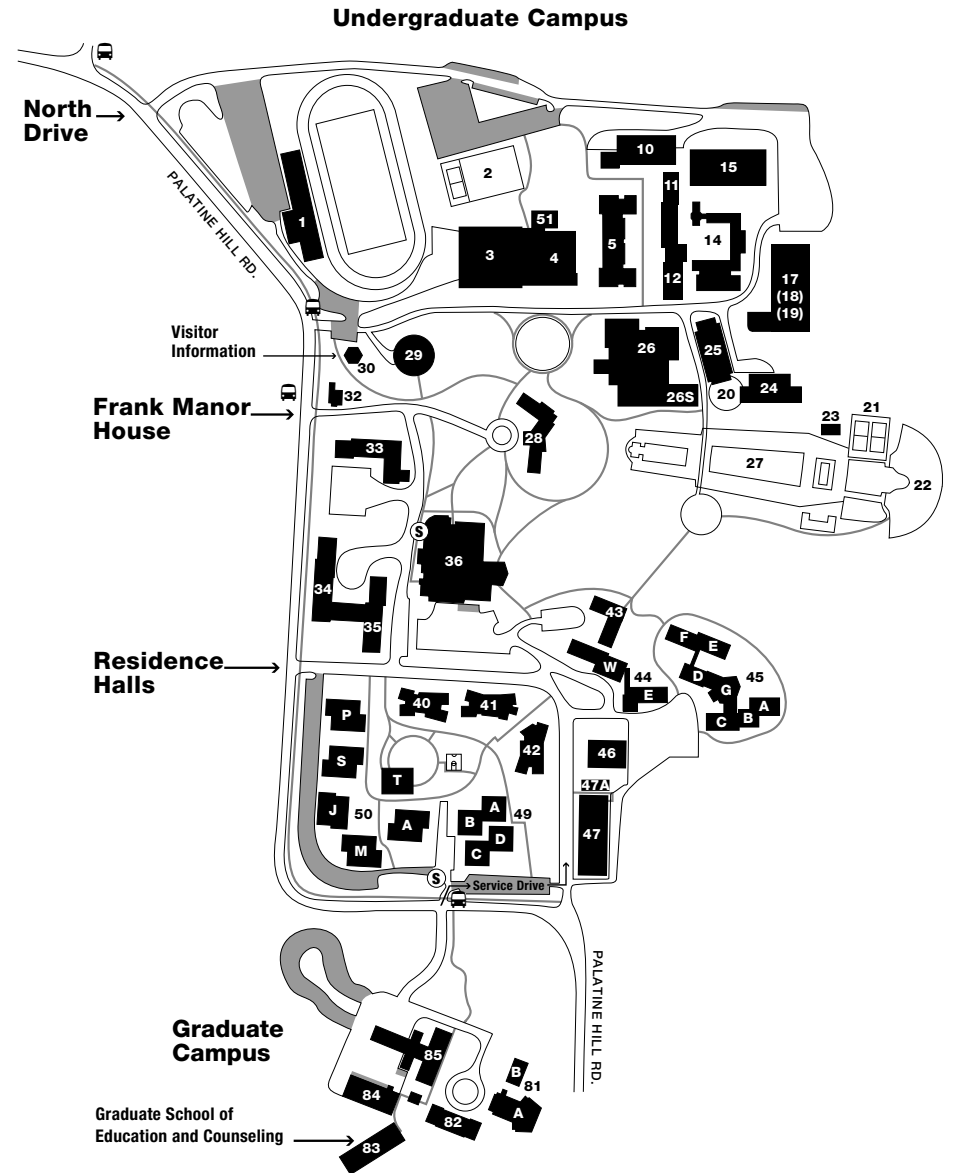 Undergraduate Campus
North
Drive
PALATINE HILL RD.
10
15
2
11
1
51
5
14
3
4
12
17
(18)
(19)
Visitor
Information
29
30
26
25
32
26S
20
24
Frank Manor
House
28
23
21
33
27
22
S
36
34
35
43
F
E
W
44
E
D
G
45
A
B
C
Residence
Halls
P
40
41
42
46
S
T
47A
J
50
A
A
B
49
D
C
47
M
S
Service Drive
PALATINE HILL RD.
Graduate
Campus
85
B
81
84
A
82
Graduate School of
Education and Counseling
83